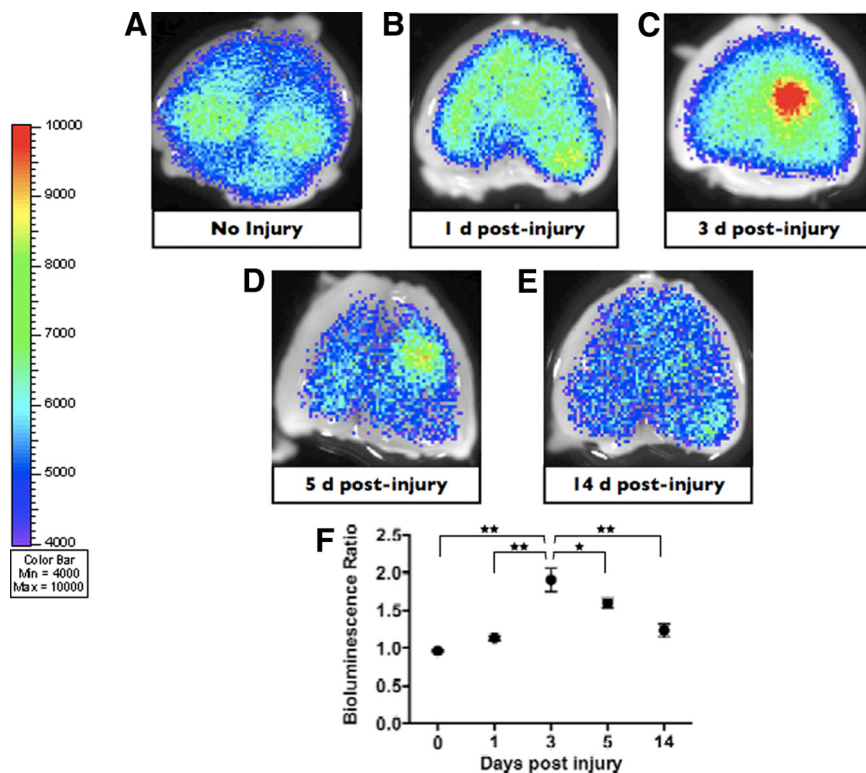 A
B
C
10000
9000
8000
7000
6000
5000
4000
Color Bar
Min = 4000
Max = 10000
No Injury
1 d post-injury
3 d post-injury
D
E
5 d post-injury
14 d post-injury
F
★★
★★
★★
★
Bioluminescence Ratio
2.5
2.0
1.5
1.0
0.5
0.0
0
1
3
5
14
Days post injury